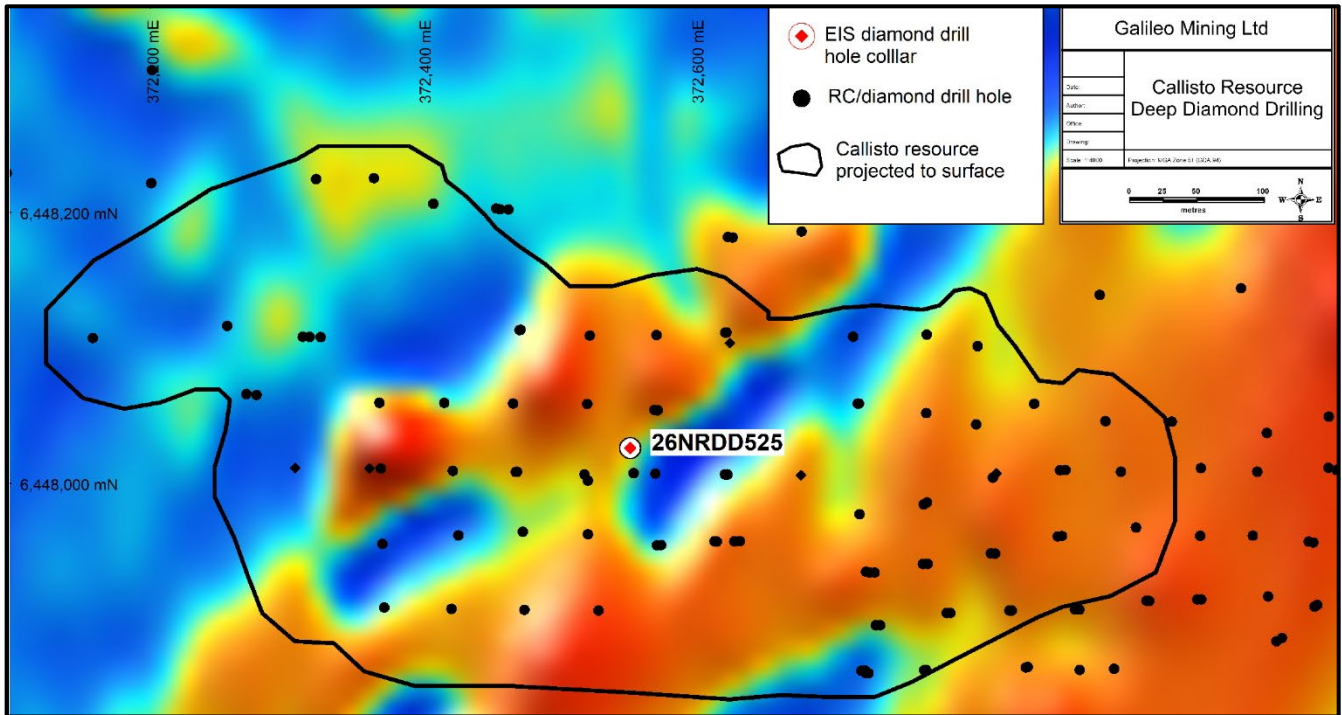 372,200 mE
372,400 mE
372,600 mE
6,448,200 mN
6,448,000 mN
26NRDD525
EIS diamond drill
hole colllar
RC/diamond drill hole
Callisto resource
projected to surface
Galileo Mining Ltd
Callisto Resource
Deep Diamond Drilling
Date:
Author:
Office:
Drawing:
Scale: 1:4000
Projection: MGA Zone 51 (GDA 94)
0 25 50 100
metres
N
W E
S